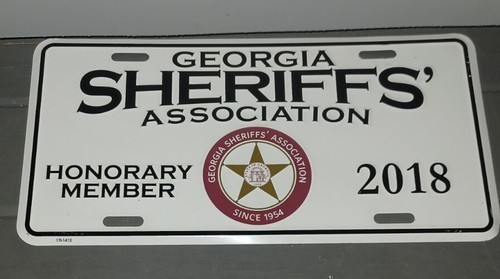 GEORGIA
SHERIFFS'
ASSOCIATION
HONORARY
MEMBER
GEORGIA SHERIFFS' ASSOCIATION
SINCE 1954
2018